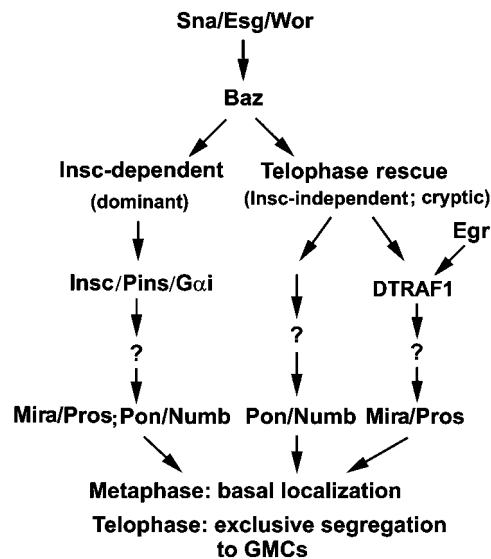 Sna/Esg/Wor
Baz
Insc-dependent
(dominant)
Telophase rescue
(Insc-independent; cryptic)
Egr
Insc/Pins/Gαi
DTRAF1
?
?
?
Mira/Pros;Pon/Numb
Pon/Numb
Mira/Pros
Metaphase: basal localization
Telophase: exclusive segregation
to GMCs